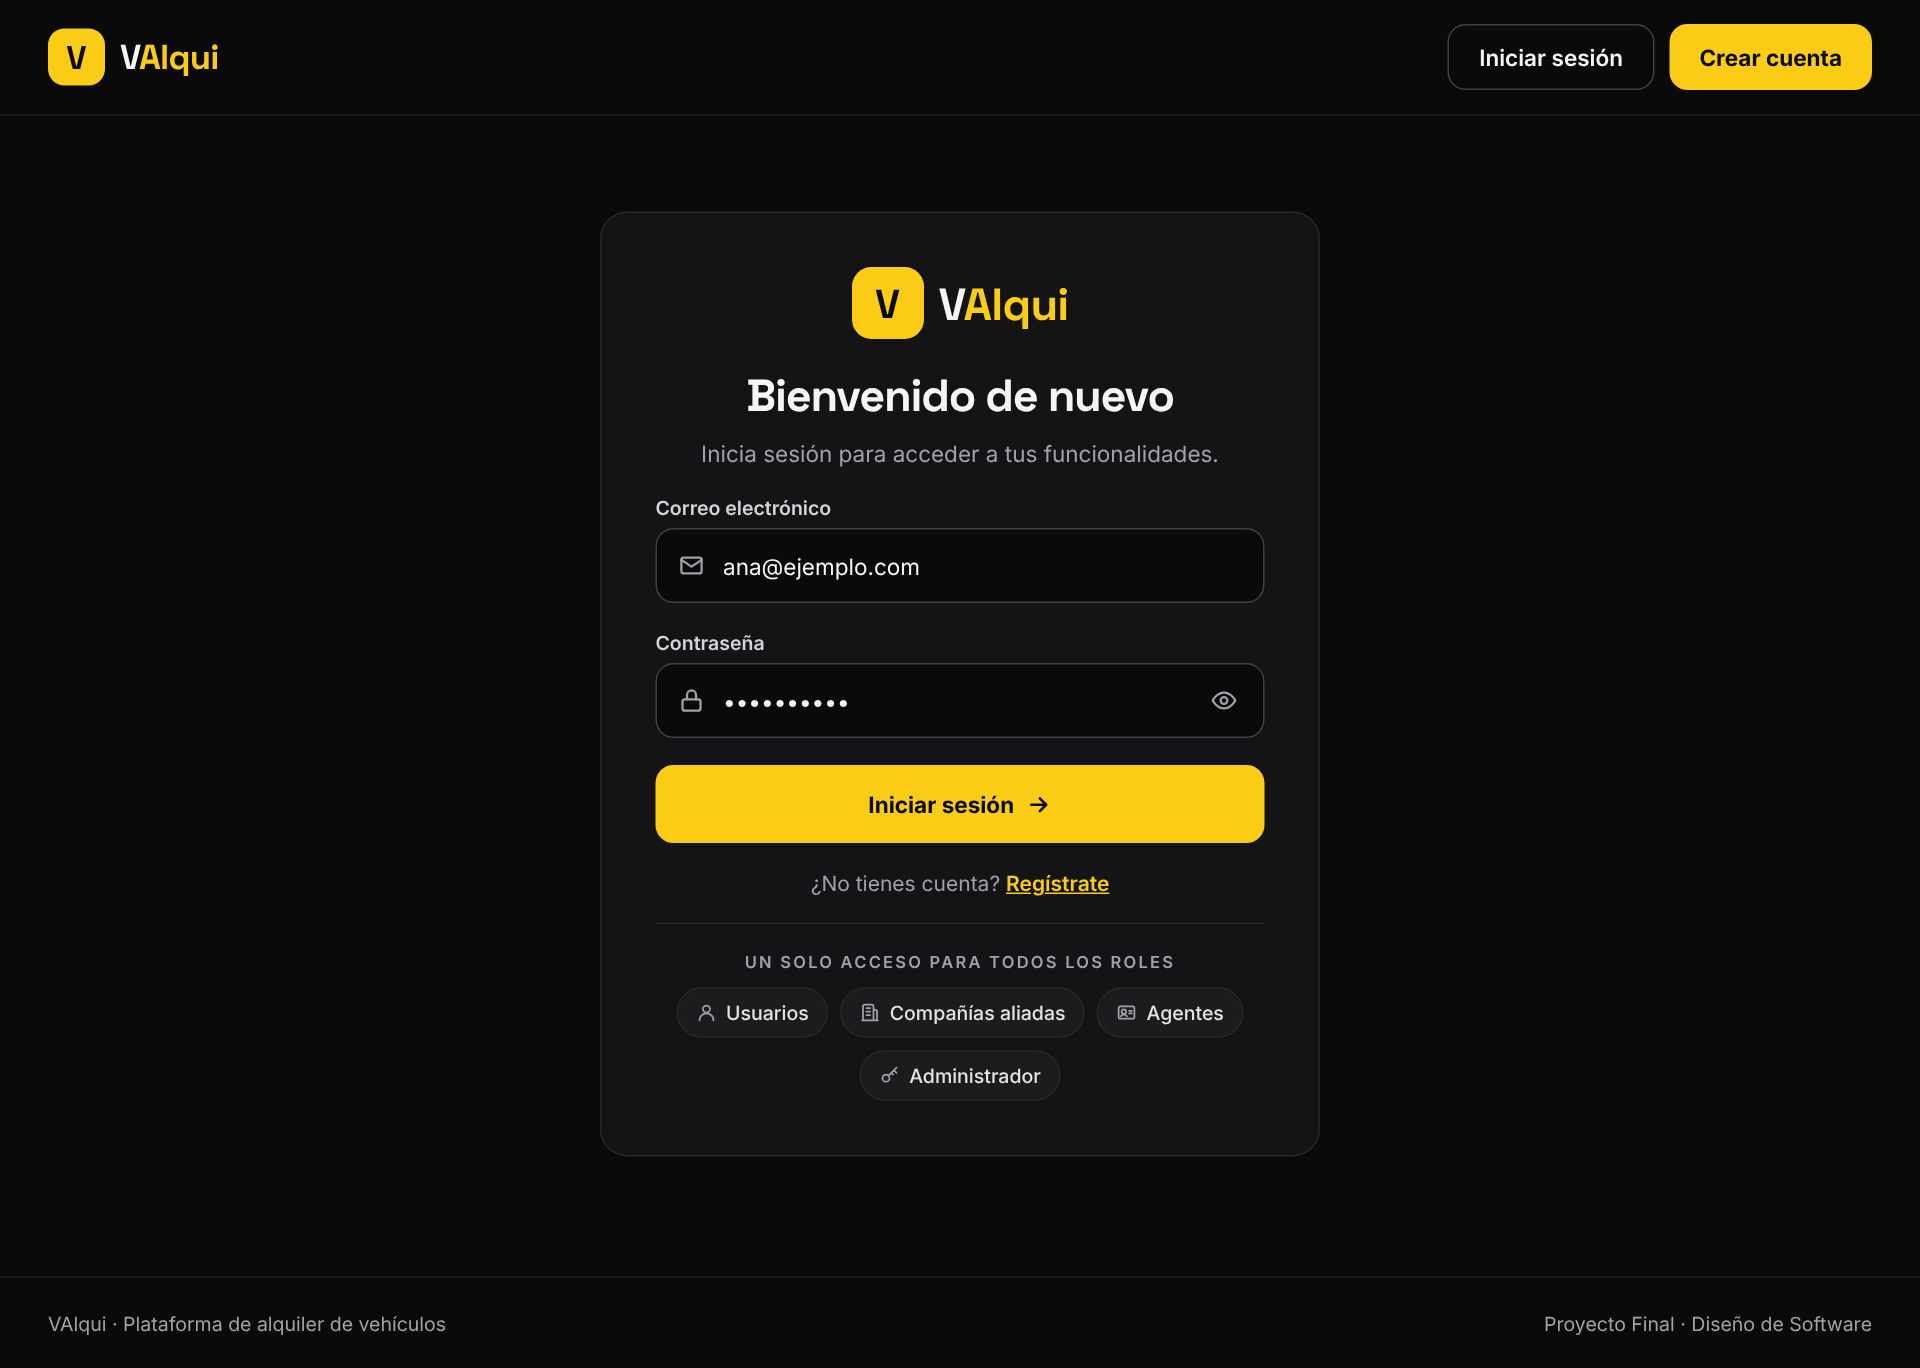 V VAlqui
Iniciar sesión
Crear cuenta
V VAlqui
Bienvenido de nuevo
Inicia sesión para acceder a tus funcionalidades.
Correo electrónico
ana@ejemplo.com
Contraseña
••••••••••
Iniciar sesión →
¿No tienes cuenta? Regístrate
UN SOLO ACCESO PARA TODOS LOS ROLES
Usuarios
Compañías aliadas
Agentes
Administrador
VAlqui · Plataforma de alquiler de vehículos
Proyecto Final · Diseño de Software